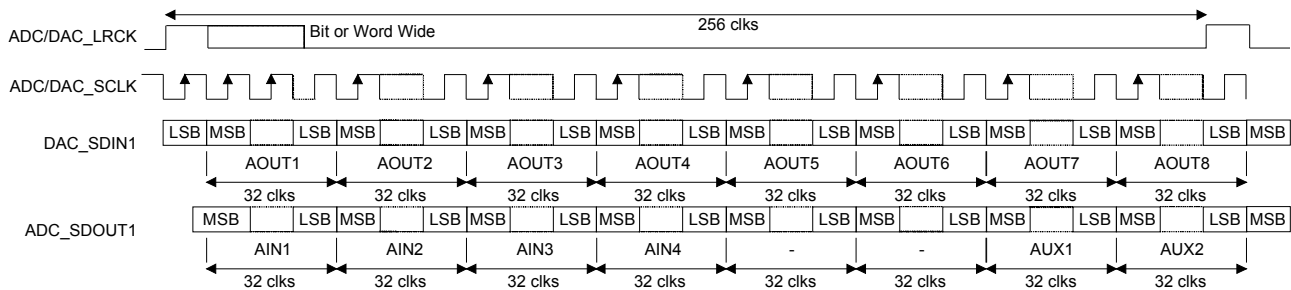 256 clks
ADC/DAC_LRCK Bit or Word Wide
ADC/DAC_SCLK
DAC_SDIN1 LSB MSB LSB MSB LSB MSB LSB MSB LSB MSB LSB MSB LSB MSB LSB MSB LSB MSB
AOUT1 AOUT2 AOUT3 AOUT4 AOUT5 AOUT6 AOUT7 AOUT8
32 clks 32 clks 32 clks 32 clks 32 clks 32 clks 32 clks 32 clks
ADC_SDOUT1 MSB LSB MSB LSB MSB LSB MSB LSB MSB LSB MSB LSB MSB LSB MSB LSB MSB
AIN1 AIN2 AIN3 AIN4 - - AUX1 AUX2
32 clks 32 clks 32 clks 32 clks 32 clks 32 clks 32 clks 32 clks